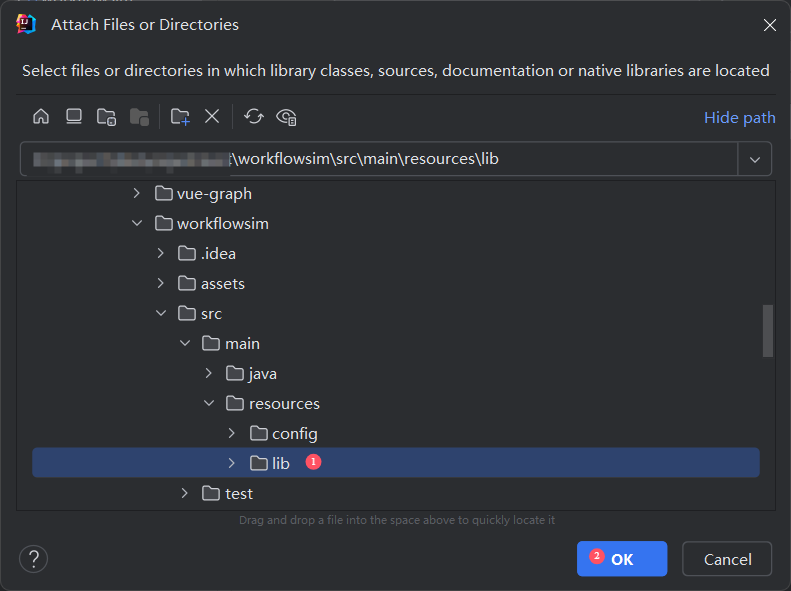 Attach Files or Directories
Select files or directories in which library classes, sources, documentation or native libraries are located
Hide path
\workflowsim\src\main\resources\lib
vue-graph
workflowsim
.idea
assets
src
main
java
resources
config
lib 1
test
Drag and drop a file into the space above to quickly locate it
? 2 OK Cancel